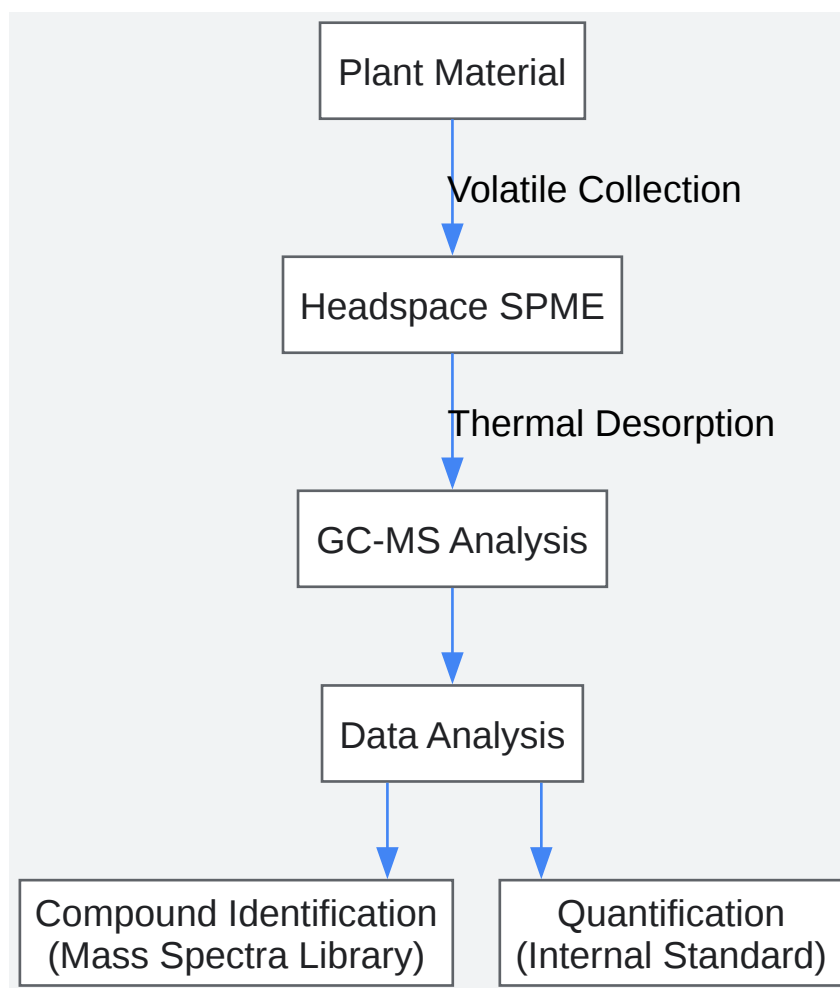 Plant Material
Volatile Collection
Headspace SPME
Thermal Desorption
GC-MS Analysis
Data Analysis
Compound Identification
(Mass Spectra Library)
Quantification
(Internal Standard)